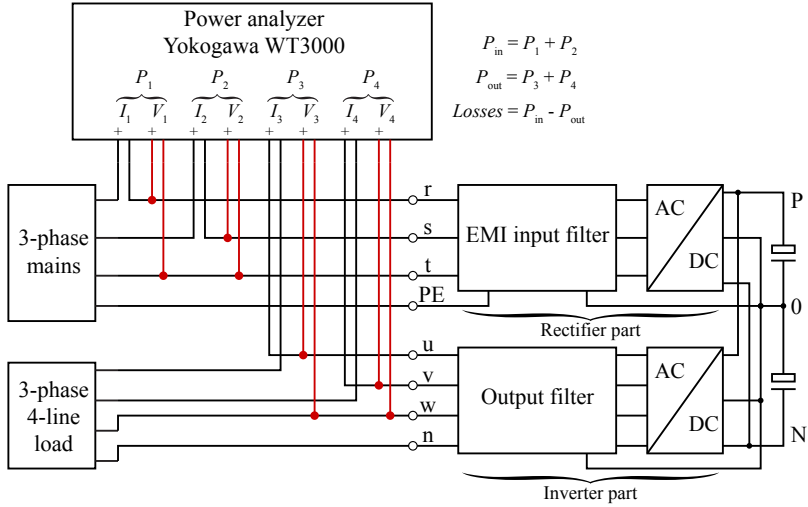 Power analyzer
Yokogawa WT3000
P1 P2 P3 P4
I1 V1 I2 V2 I3 V3 I4 V4
+ + + + + + + +
Pin = P1 + P2
Pout = P3 + P4
Losses = Pin - Pout
3-phase
mains
r
s
t
PE
EMI input filter
AC
DC
P
0
N
Rectifier part
3-phase
4-line
load
u
v
w
n
Output filter
AC
DC
Inverter part